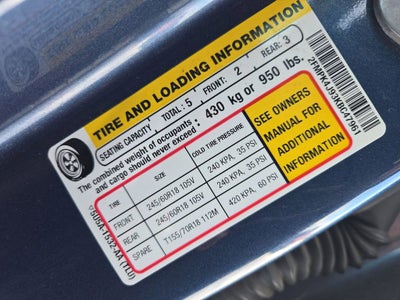 TIRE AND LOADING INFORMATION
SEATING CAPACITY TOTAL: 5 FRONT: 2 REAR: 3
The combined weight of occupants
and cargo should never exceed: 430 kg or 950 lbs.
TIRE SIZE COLD TIRE PRESSURE
FRONT 245/60R18 105V 240 KPA, 35 PSI
REAR 245/60R18 105V 240 KPA, 35 PSI
SPARE T155/70R18 112M 420 KPA, 60 PSI
SEE OWNERS
MANUAL FOR
ADDITIONAL
INFORMATION
-1532-AA (1LU)